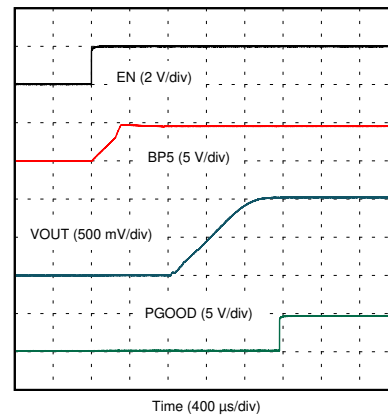 EN (2 V/div)
BP5 (5 V/div)
VOUT (500 mV/div)
PGOOD (5 V/div)
Time (400 µs/div)